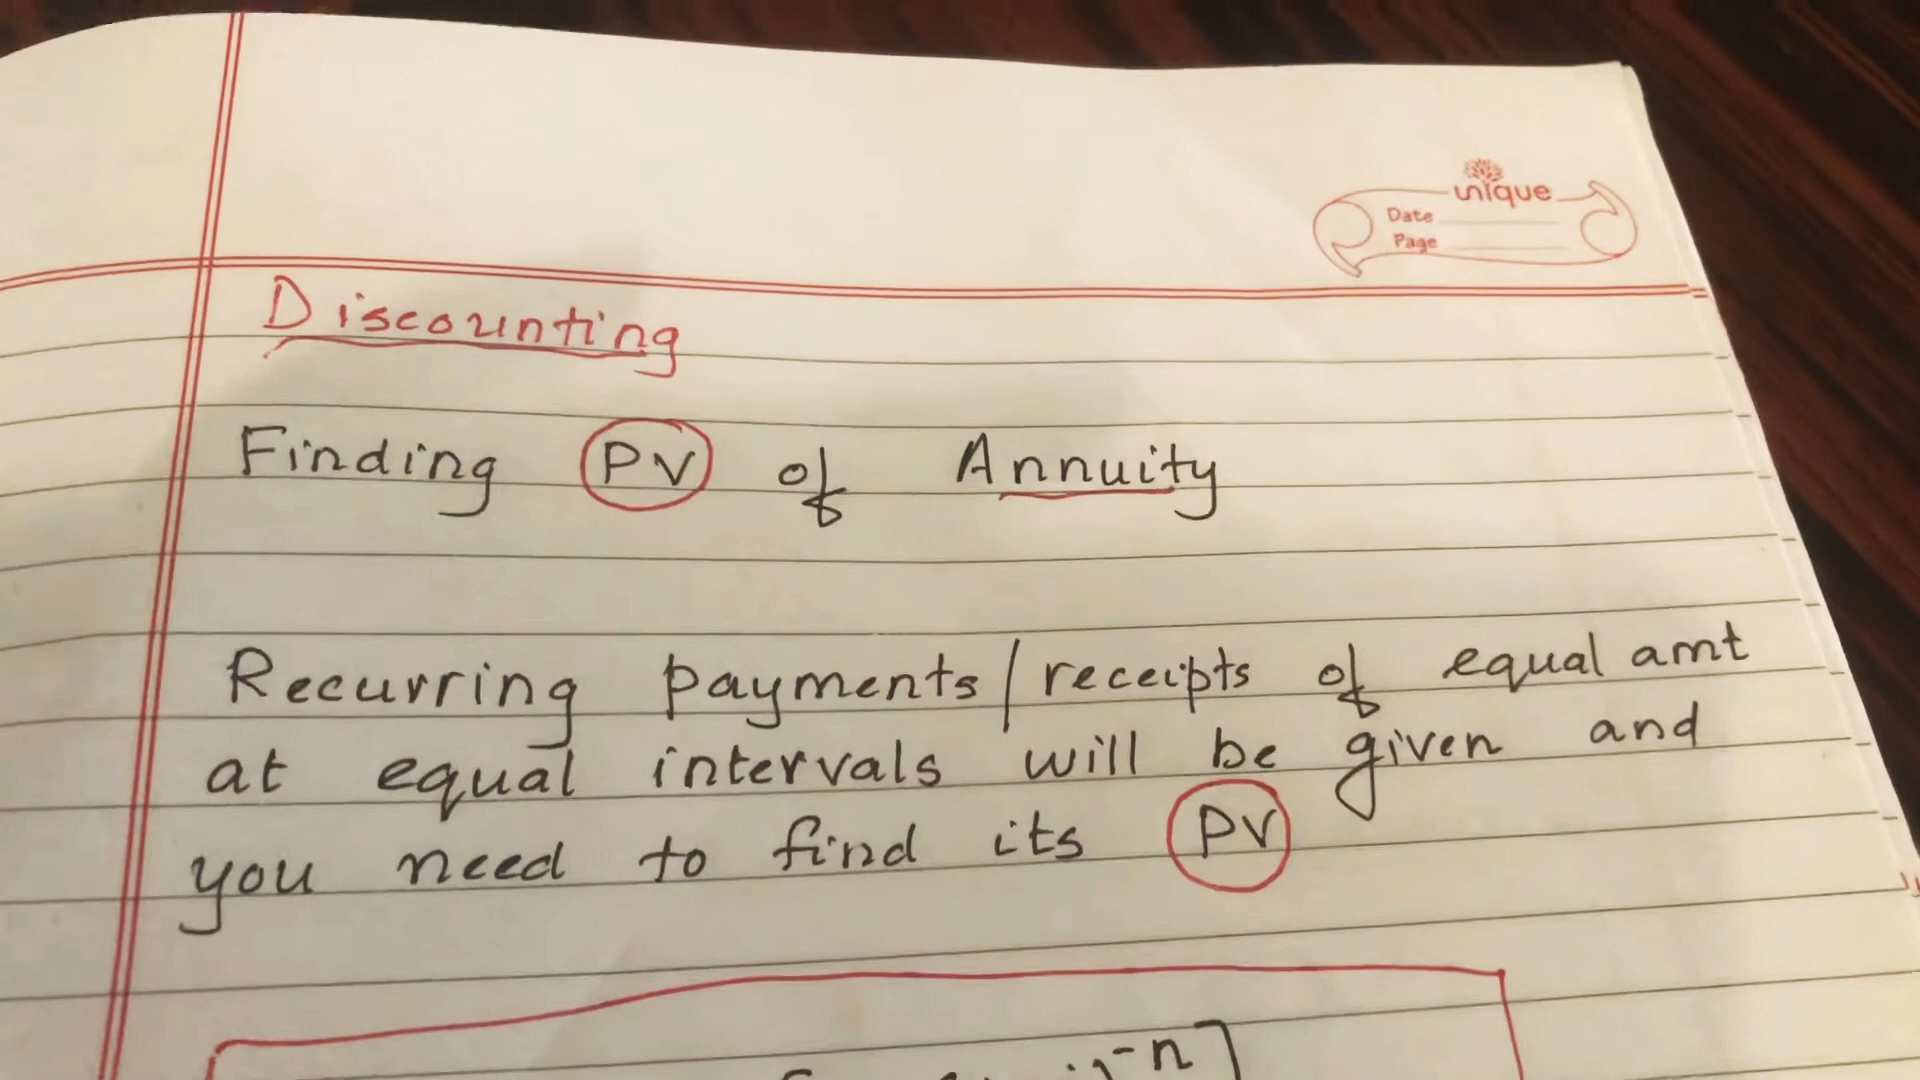 unique
Date
Page
Discounting
Finding PV of Annuity
Recurring payments/receipts of equal amt
at equal intervals will be given and
you need to find its PV
-n]